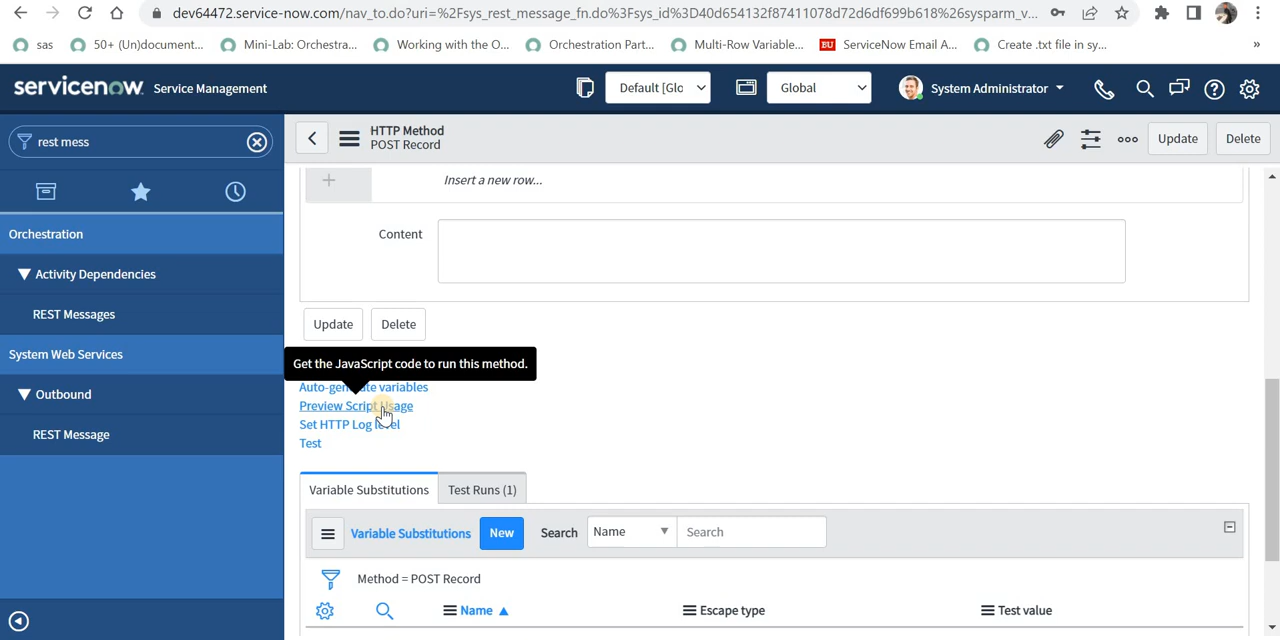 dev64472.service-now.com/nav_to.do?uri=%2Fsys_rest_message_fn.do%3Fsys_id%3D40d654132f87411078d72d6df699b618%26sysparm_v...
sas
50+ (Un)document...
Mini-Lab: Orchestra...
Working with the O...
Orchestration Part...
Multi-Row Variable...
BU
ServiceNow Email A...
Create .txt file in sy...
»
servicenow Service Management
Default [Glc
Global
System Administrator
rest mess
HTTP Method
POST Record
Update
Delete
Orchestration
Activity Dependencies
REST Messages
System Web Services
Outbound
REST Message
Insert a new row...
Content
Update
Delete
Get the JavaScript code to run this method.
Auto-generate variables
Preview Script Usage
Set HTTP Log level
Test
Variable Substitutions
Test Runs (1)
Variable Substitutions
New
Search
Name
Search
Method = POST Record
Name
Escape type
Test value